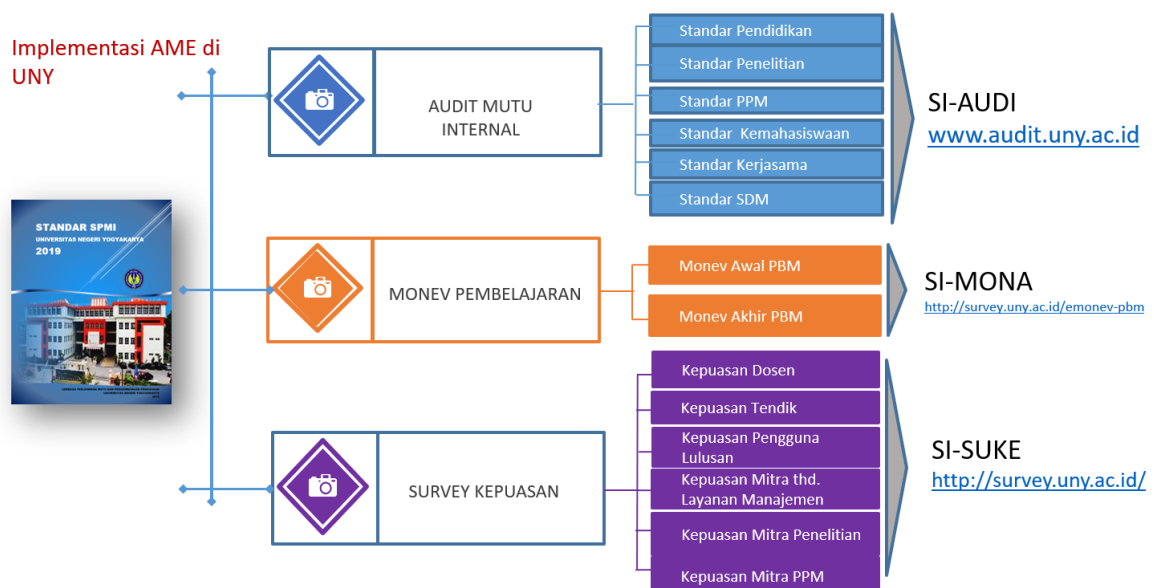 Implementasi AME di
UNY
STANDAR SPMI
UNIVERSITAS NEGERI YOGYAKARTA
2019
AUDIT MUTU
INTERNAL
Standar Pendidikan
Standar Penelitian
Standar PPM
Standar Kemahasiswaan
Standar Kerjasama
Standar SDM
SI-AUDI
www.audit.uny.ac.id
MONEV PEMBELAJARAN
Monev Awal PBM
Monev Akhir PBM
SI-MONA
http://survey.uny.ac.id/emonev-pbm
SURVEY KEPUASAN
Kepuasan Dosen
Kepuasan Tendik
Kepuasan Pengguna
Lulusan
Kepuasan Mitra thd.
Layanan Manajemen
Kepuasan Mitra Penelitian
Kepuasan Mitra PPM
SI-SUKE
http://survey.uny.ac.id/